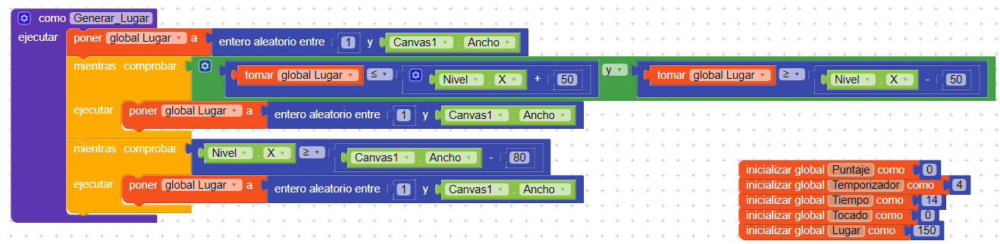 como Generar_Lugar
ejecutar poner global Lugar a entero aleatorio entre 1 y Canvas1 . Ancho
mientras comprobar tomar global Lugar ≤ Nivel . X + 50 y tomar global Lugar ≥ Nivel . X - 50
ejecutar poner global Lugar a entero aleatorio entre 1 y Canvas1 . Ancho
mientras comprobar Nivel . X ≥ Canvas1 . Ancho - 80
ejecutar poner global Lugar a entero aleatorio entre 1 y Canvas1 . Ancho
inicializar global Puntaje como 0
inicializar global Temporizador como 4
inicializar global Tiempo como 14
inicializar global Tocado como 0
inicializar global Lugar como 150